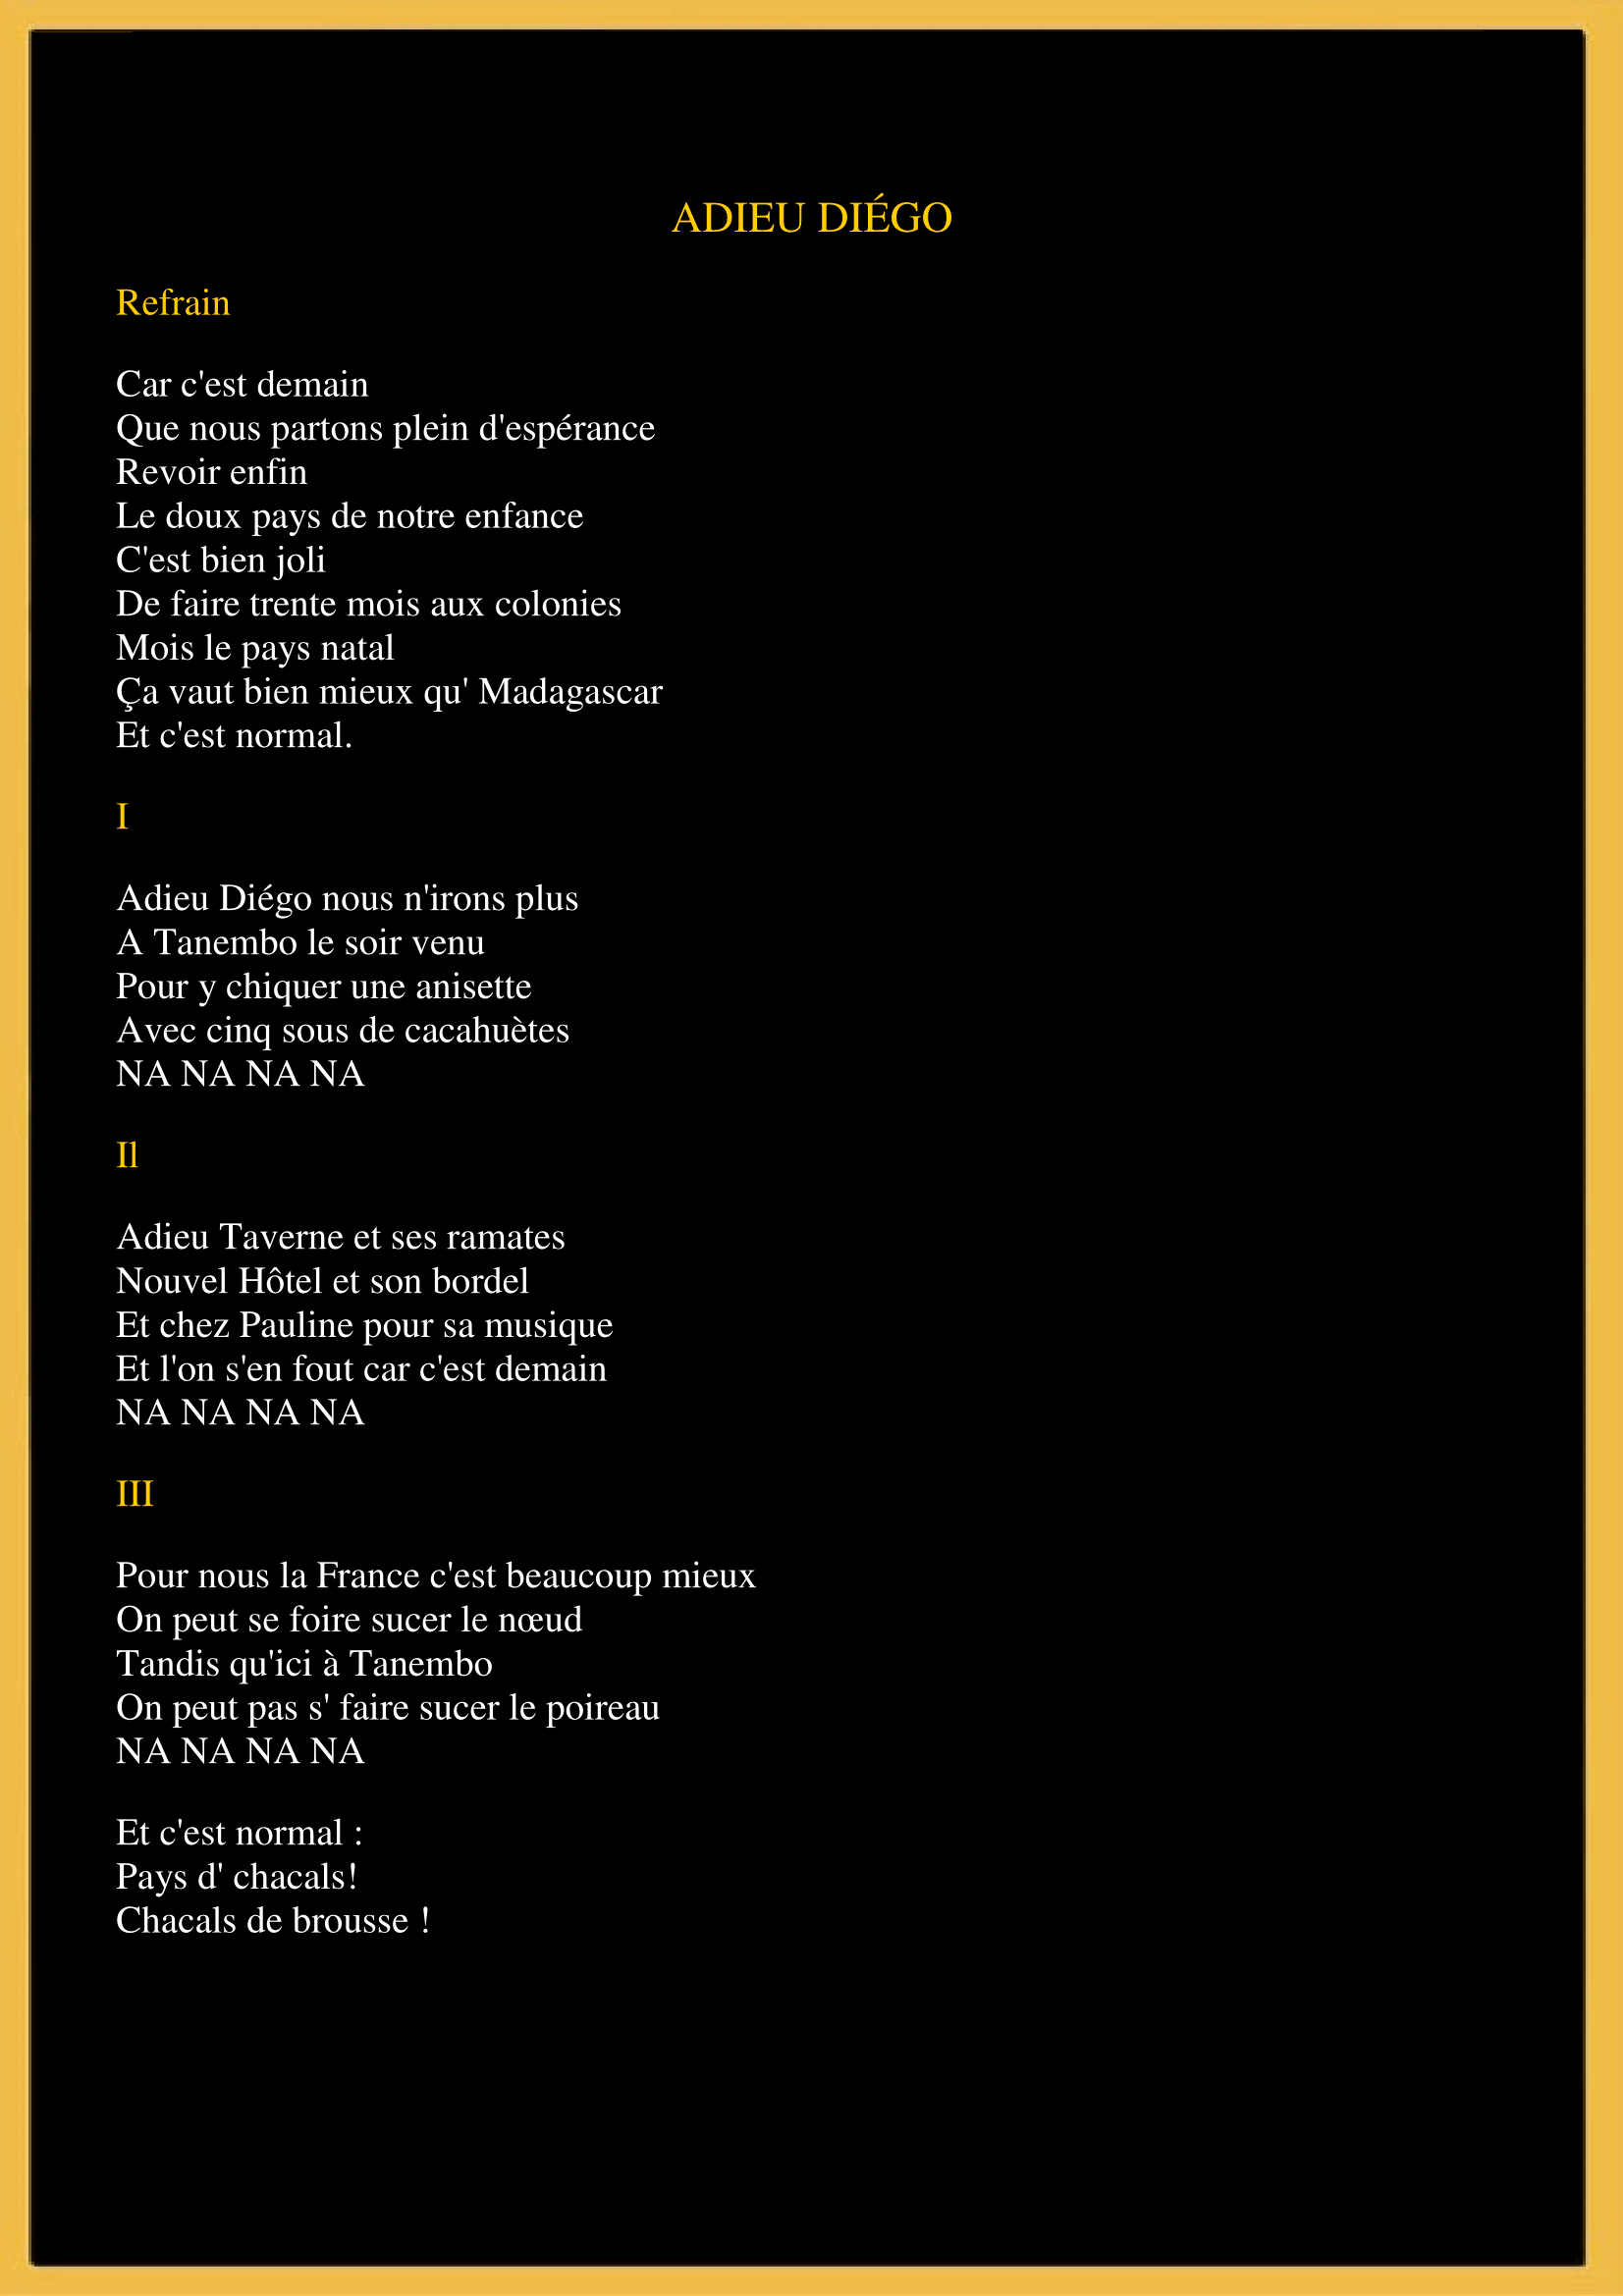 ADIEU DIÉGO
Refrain
Car c'est demain
Que nous partons plein d'espérance
Revoir enfin
Le doux pays de notre enfance
C'est bien joli
De faire trente mois aux colonies
Mois le pays natal
Ça vaut bien mieux qu' Madagascar
Et c'est normal.
I
Adieu Diégo nous n'irons plus
A Tanembo le soir venu
Pour y chiquer une anisette
Avec cinq sous de cacahuètes
NA NA NA NA
Il
Adieu Taverne et ses ramates
Nouvel Hôtel et son bordel
Et chez Pauline pour sa musique
Et l'on s'en fout car c'est demain
NA NA NA NA
III
Pour nous la France c'est beaucoup mieux
On peut se foire sucer le nœud
Tandis qu'ici à Tanembo
On peut pas s' faire sucer le poireau
NA NA NA NA
Et c'est normal :
Pays d' chacals!
Chacals de brousse !